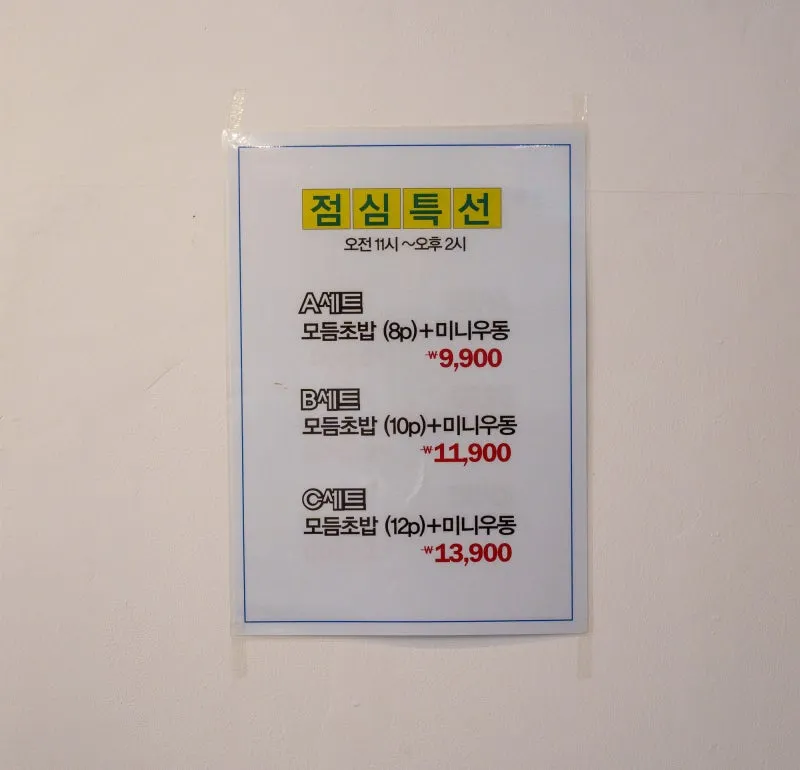 점심특선
오전 11시 ~오후 2시
A세트
모듬초밥 (8p)+미니우동
₩9,900
B세트
모듬초밥 (10p)+미니우동
₩11,900
C세트
모듬초밥 (12p)+미니우동
₩13,900